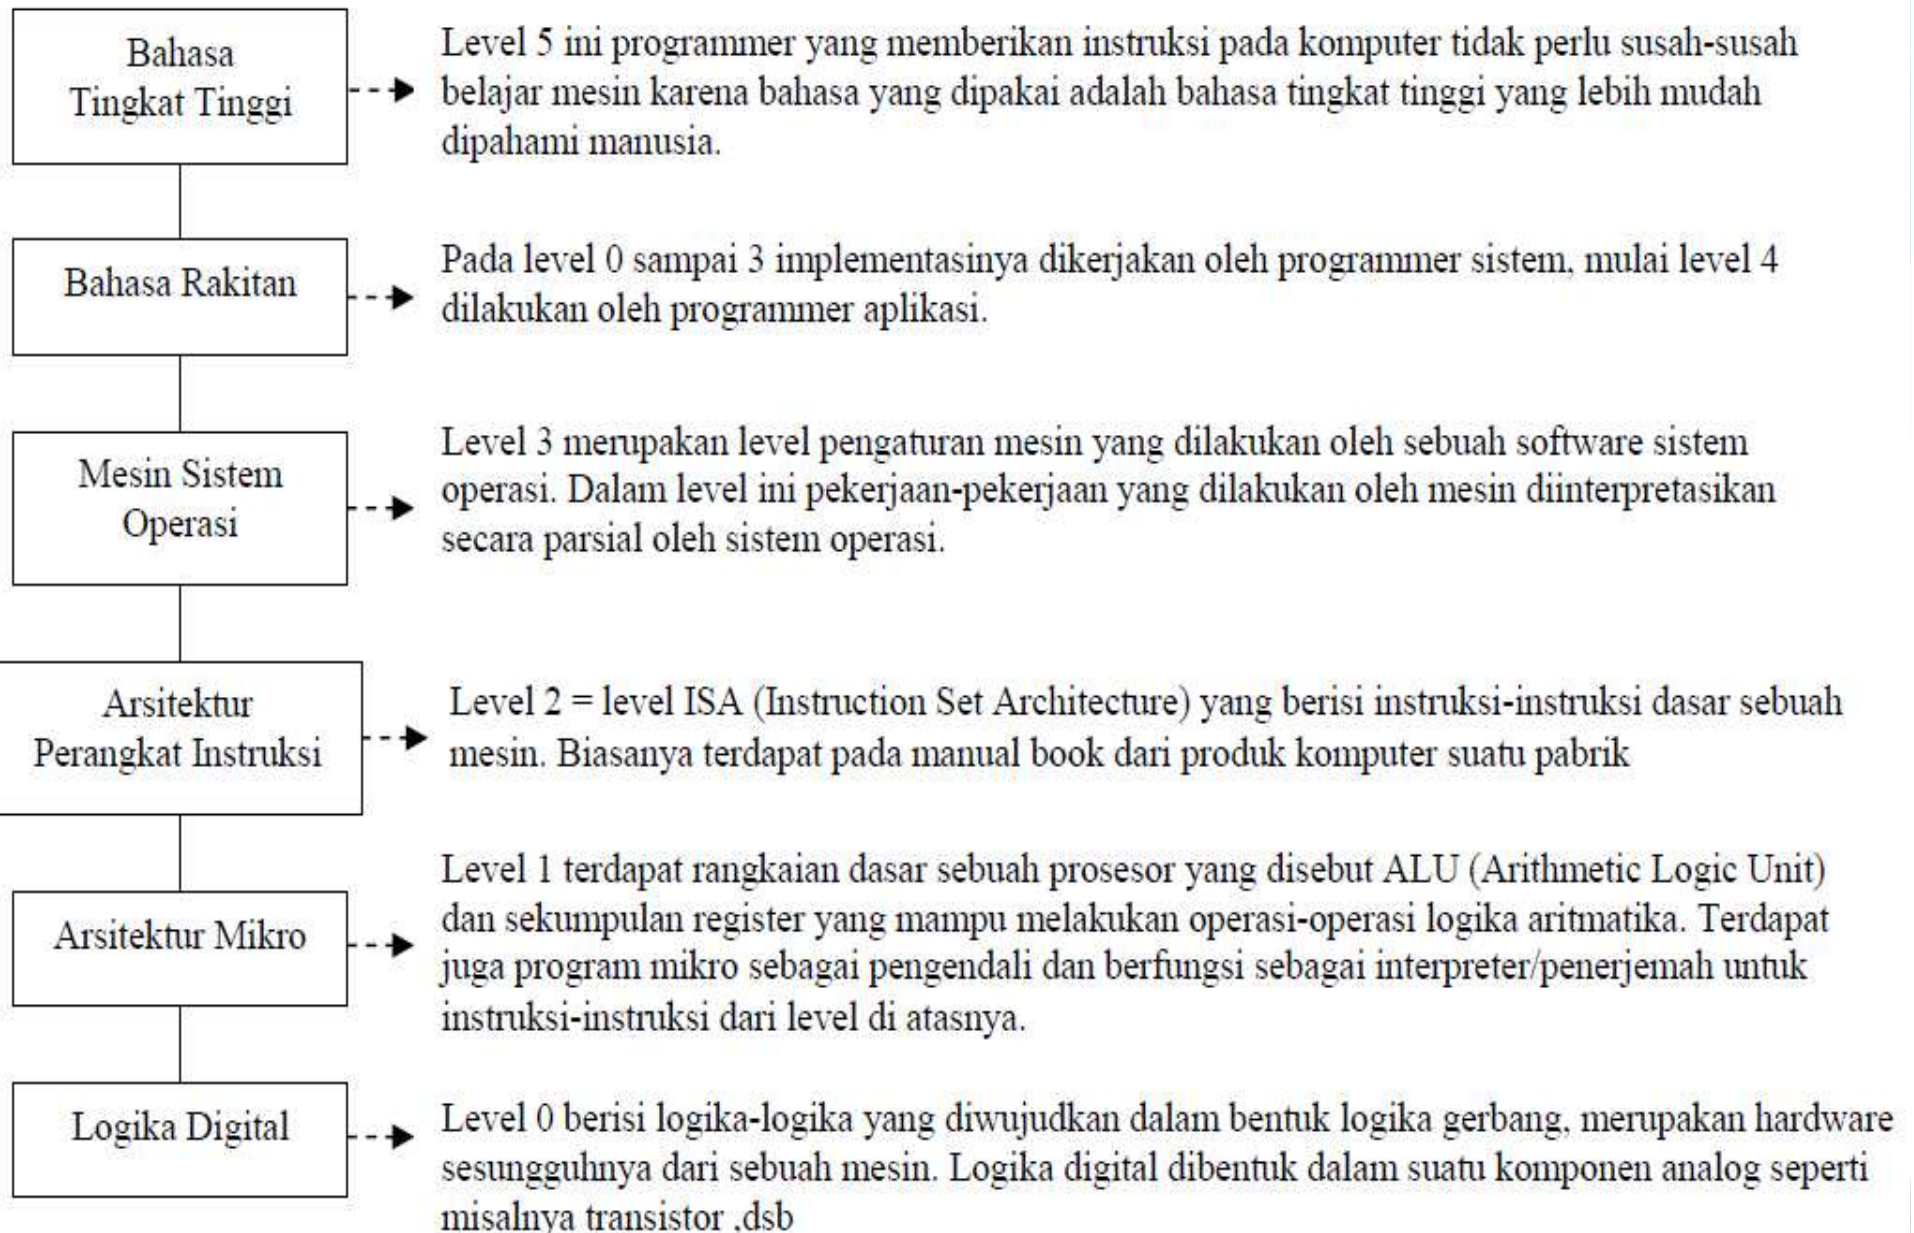 Bahasa
Tingkat Tinggi
Level 5 ini programmer yang memberikan instruksi pada komputer tidak perlu susah-susah
belajar mesin karena bahasa yang dipakai adalah bahasa tingkat tinggi yang lebih mudah
dipahami manusia.
Bahasa Rakitan
Pada level 0 sampai 3 implementasinya dikerjakan oleh programmer sistem, mulai level 4
dilakukan oleh programmer aplikasi.
Mesin Sistem
Operasi
Level 3 merupakan level pengaturan mesin yang dilakukan oleh sebuah software sistem
operasi. Dalam level ini pekerjaan-pekerjaan yang dilakukan oleh mesin diinterpretasikan
secara parsial oleh sistem operasi.
Arsitektur
Perangkat Instruksi
Level 2 = level ISA (Instruction Set Architecture) yang berisi instruksi-instruksi dasar sebuah
mesin. Biasanya terdapat pada manual book dari produk komputer suatu pabrik
Arsitektur Mikro
Level 1 terdapat rangkaian dasar sebuah prosesor yang disebut ALU (Arithmetic Logic Unit)
dan sekumpulan register yang mampu melakukan operasi-operasi logika aritmatika. Terdapat
juga program mikro sebagai pengendali dan berfungsi sebagai interpreter/penerjemah untuk
instruksi-instruksi dari level di atasnya.
Logika Digital
Level 0 berisi logika-logika yang diwujudkan dalam bentuk logika gerbang, merupakan hardware
sesungguhnya dari sebuah mesin. Logika digital dibentuk dalam suatu komponen analog seperti
misalnya transistor ,dsb